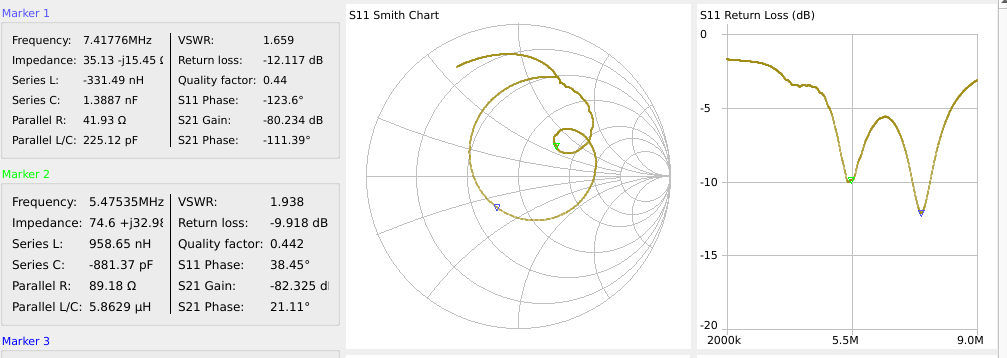 Marker 1
Frequency: 7.41776MHz VSWR: 1.659
Impedance: 35.13 -j15.45 Ω Return loss: -12.117 dB
Series L: -331.49 nH Quality factor: 0.44
Series C: 1.3887 nF S11 Phase: -123.6°
Parallel R: 41.93 Ω S21 Gain: -80.234 dB
Parallel L/C: 225.12 pF S21 Phase: -111.39°
Marker 2
Frequency: 5.47535MHz VSWR: 1.938
Impedance: 74.6 +j32.98 Return loss: -9.918 dB
Series L: 958.65 nH Quality factor: 0.442
Series C: -881.37 pF S11 Phase: 38.45°
Parallel R: 89.18 Ω S21 Gain: -82.325 d
Parallel L/C: 5.8629 µH S21 Phase: 21.11°
Marker 3
S11 Smith Chart
S11 Return Loss (dB)
0
-5
-10
-15
-20
2000k 5.5M 9.0M